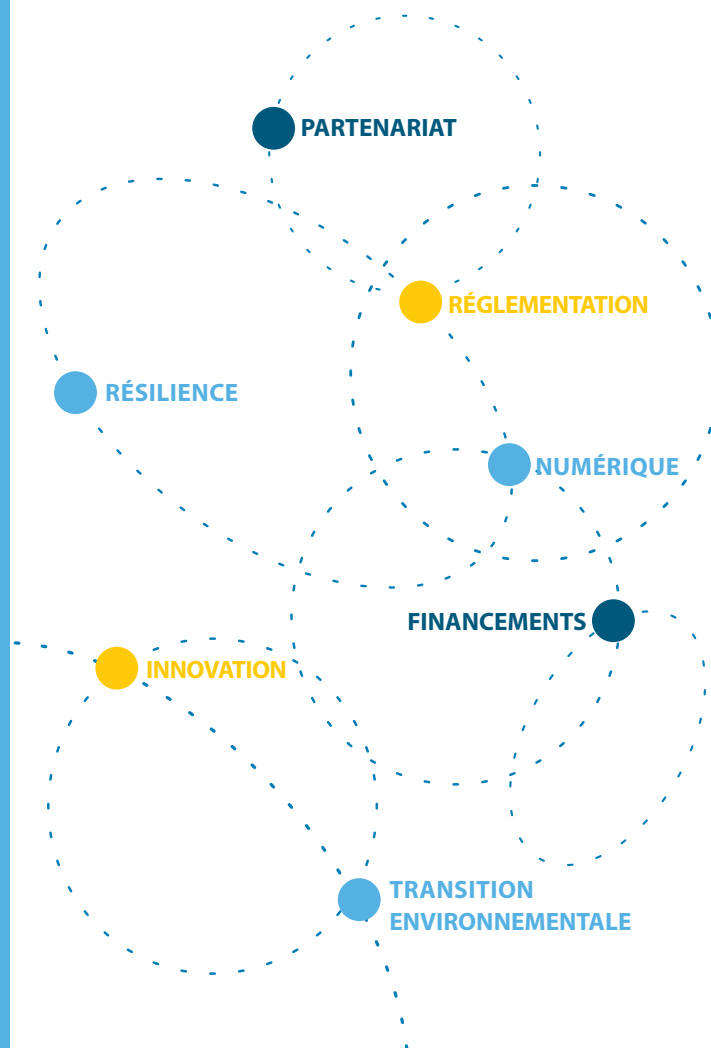 PARTENARIAT
RÉGLEMENTATION
RÉSILIENCE
NUMÉRIQUE
FINANCEMENTS
INNOVATION
TRANSITION
ENVIRONNEMENTALE